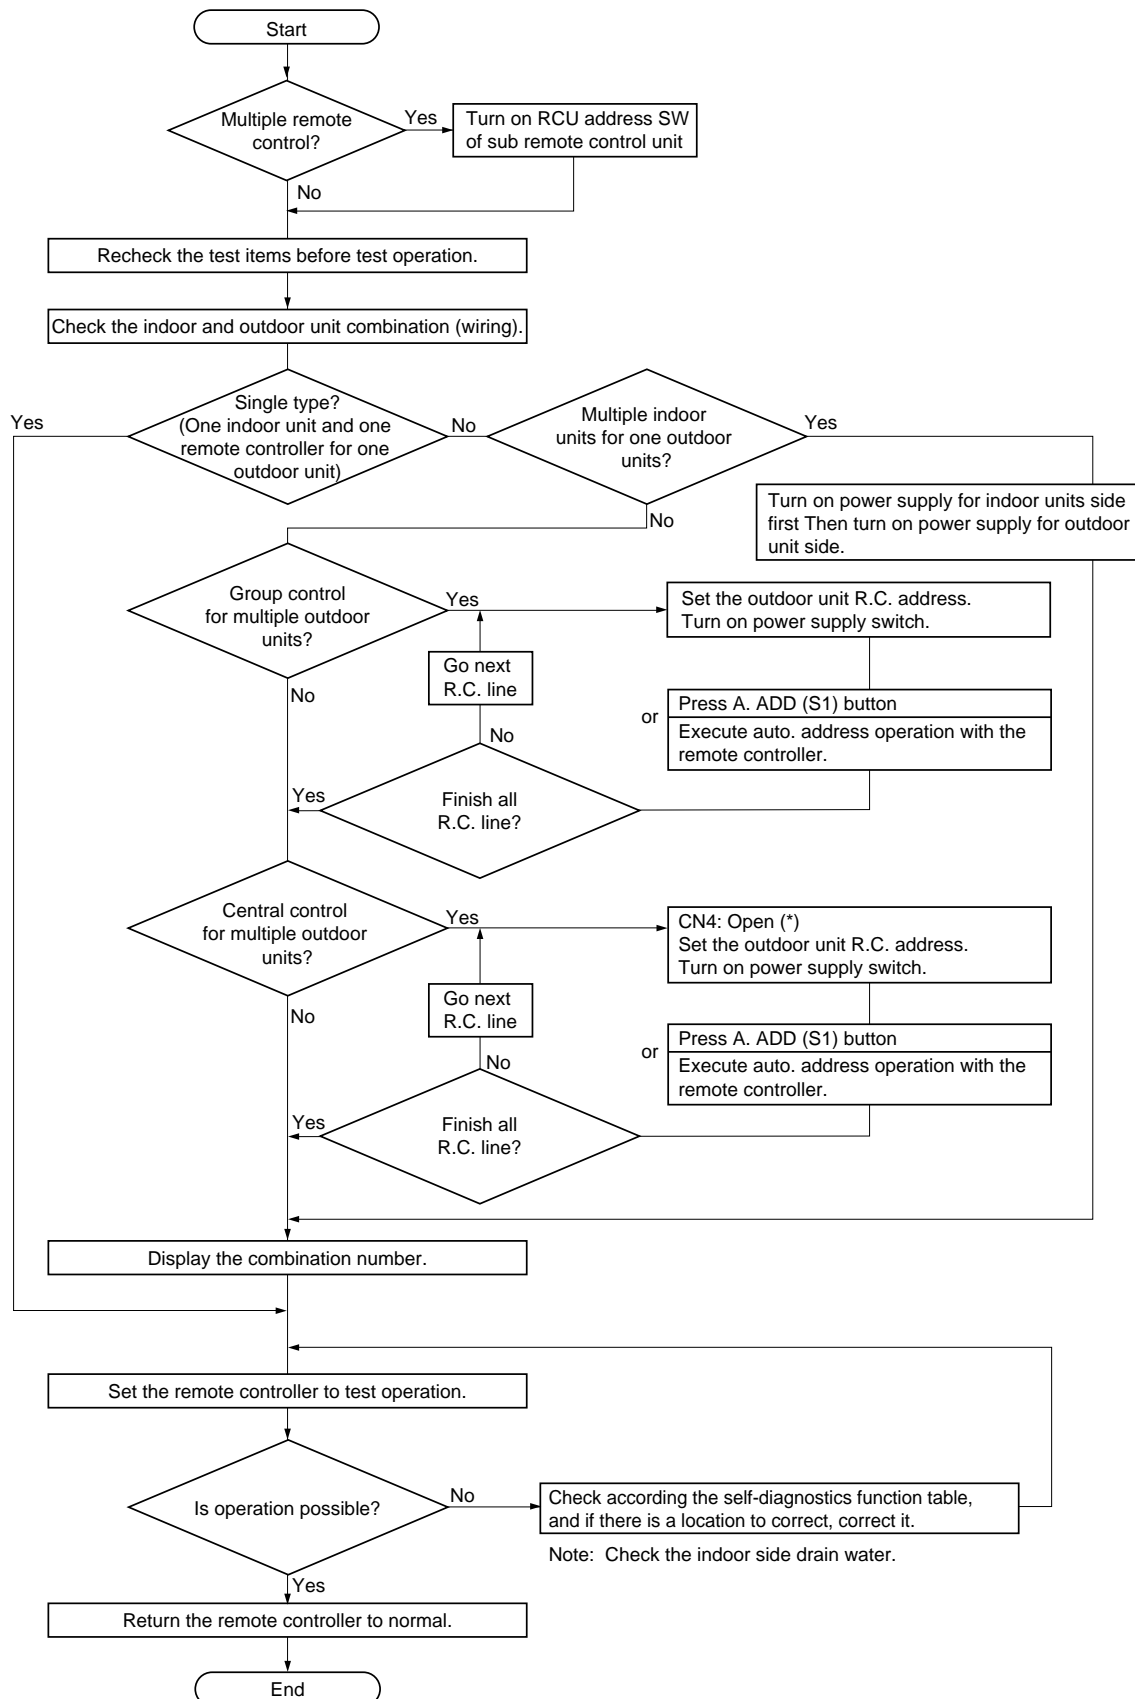 Start
Multiple remote
control?
Yes
Turn on RCU address SW
of sub remote control unit
No
Recheck the test items before test operation.
Check the indoor and outdoor unit combination (wiring).
Yes
Single type?
(One indoor unit and one
remote controller for one
outdoor unit)
No
Multiple indoor
units for one outdoor
units?
Yes
Turn on power supply for indoor units side
first Then turn on power supply for outdoor
unit side.
No
Group control
for multiple outdoor
units?
Yes
Set the outdoor unit R.C. address.
Turn on power supply switch.
Go next
R.C. line
No
or
Press A. ADD (S1) button
Execute auto. address operation with the
remote controller.
No
Yes
Finish all
R.C. line?
Central control
for multiple outdoor
units?
Yes
CN4: Open (*)
Set the outdoor unit R.C. address.
Turn on power supply switch.
Go next
R.C. line
No
or
Press A. ADD (S1) button
Execute auto. address operation with the
remote controller.
No
Yes
Finish all
R.C. line?
Display the combination number.
Set the remote controller to test operation.
Is operation possible?
No
Check according the self-diagnostics function table,
and if there is a location to correct, correct it.
Note: Check the indoor side drain water.
Yes
Return the remote controller to normal.
End